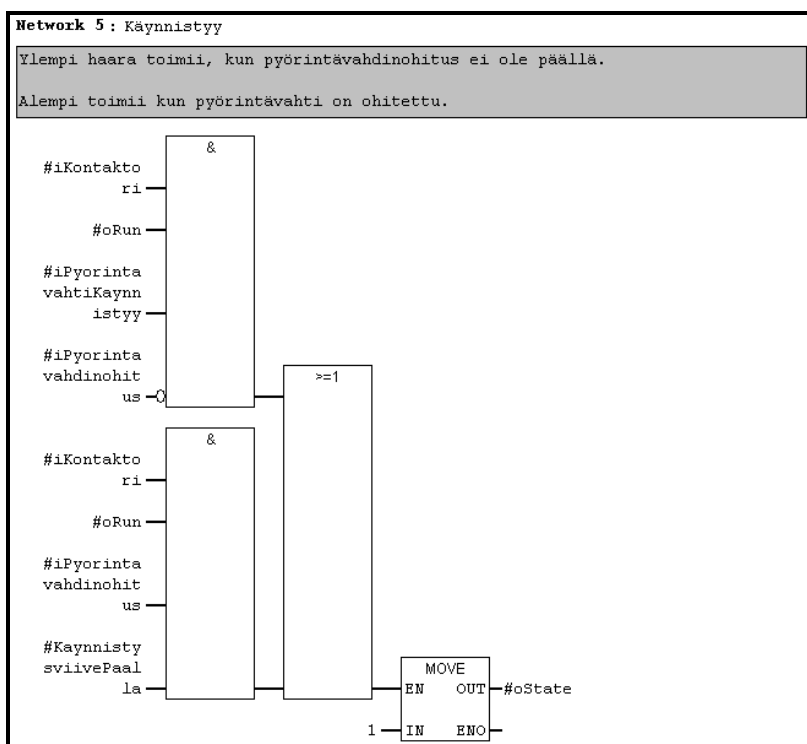 Network 5 : Käynnistyy
Ylempi haara toimii, kun pyörintävahdinohitus ei ole päällä.
Alempi toimii kun pyörintävahti on ohitettu.
&
#iKontakto
ri
#oRun
#iPyorinta
vahtiKaynn
istyy
#iPyorinta
vahdinohit
us
>=1
&
#iKontakto
ri
#oRun
#iPyorinta
vahdinohit
us
#Kaynnisty
sviivePaal
la
MOVE
EN OUT #oState
1 IN ENO